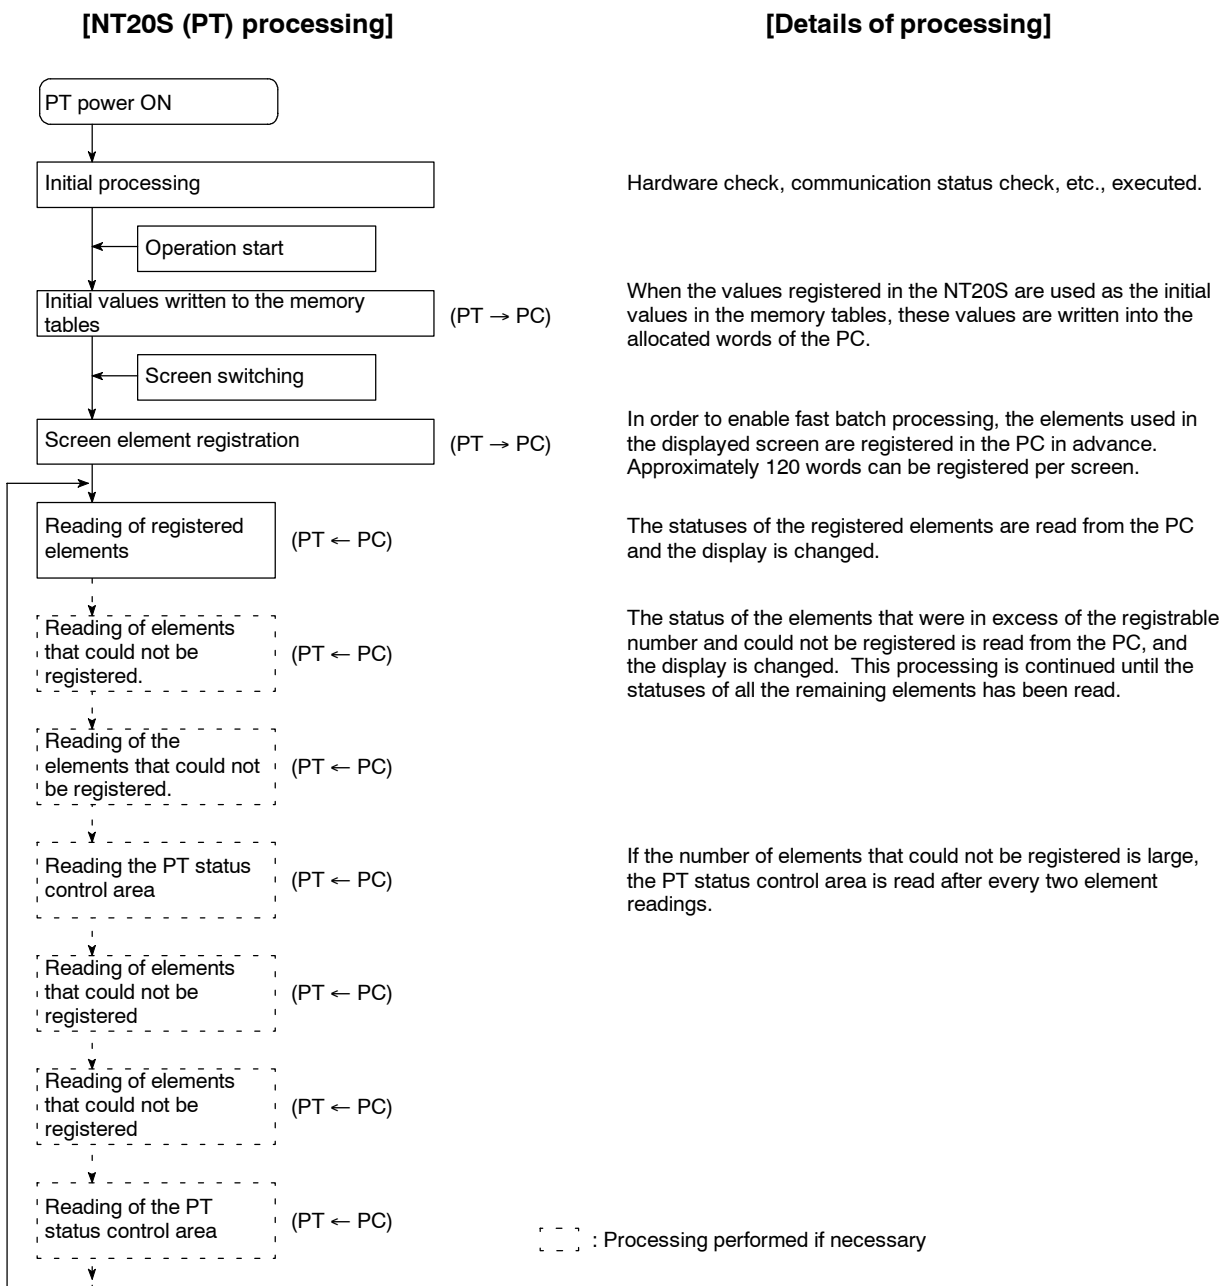 [NT20S (PT) processing]
[Details of processing]
PT power ON
Initial processing
Hardware check, communication status check, etc., executed.
Operation start
Initial values written to the memory
tables
(PT → PC)
When the values registered in the NT20S are used as the initial
values in the memory tables, these values are written into the
allocated words of the PC.
Screen switching
Screen element registration
(PT → PC)
In order to enable fast batch processing, the elements used in
the displayed screen are registered in the PC in advance.
Approximately 120 words can be registered per screen.
Reading of registered
elements
(PT ← PC)
The statuses of the registered elements are read from the PC
and the display is changed.
Reading of elements
that could not be
registered.
(PT ← PC)
The status of the elements that were in excess of the registrable
number and could not be registered is read from the PC, and
the display is changed.  This processing is continued until the
statuses of all the remaining elements has been read.
Reading of the
elements that could not
be registered.
(PT ← PC)
Reading the PT status
control area
(PT ← PC)
If the number of elements that could not be registered is large,
the PT status control area is read after every two element
readings.
Reading of elements
that could not be
registered
(PT ← PC)
Reading of elements
that could not be
registered
(PT ← PC)
Reading of the PT
status control area
(PT ← PC)
: Processing performed if necessary